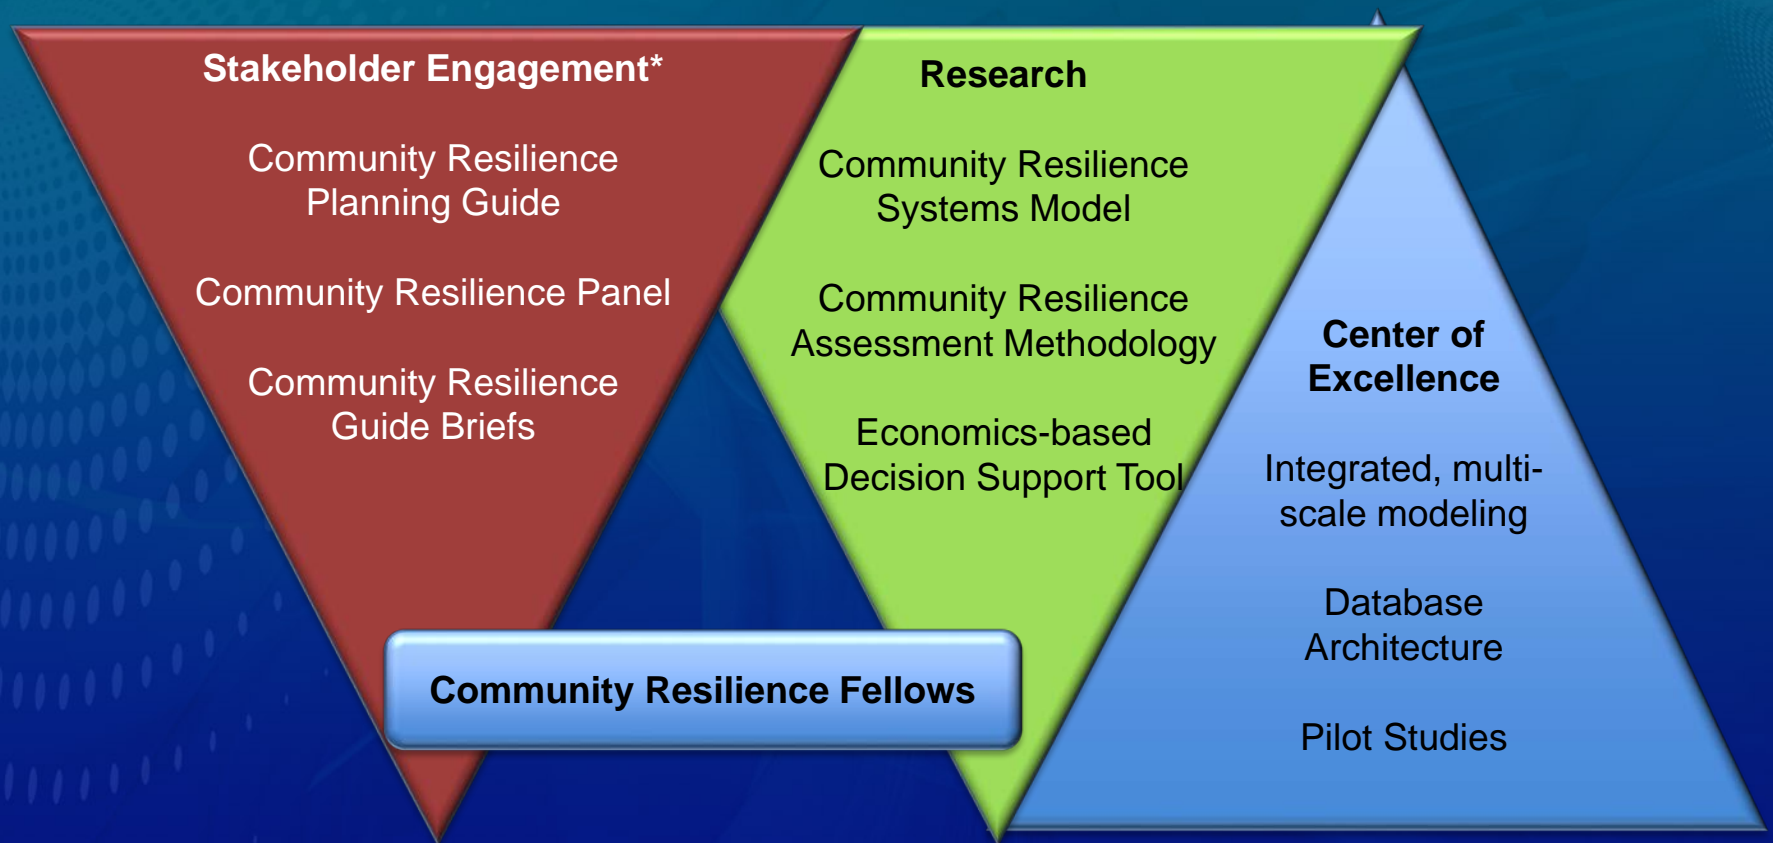 Stakeholder Engagement*
Community Resilience
Planning Guide
Community Resilience Panel
Community Resilience
Guide Briefs
Research
Community Resilience
Systems Model
Community Resilience
Assessment Methodology
Economics-based
Decision Support Tool
Center of
Excellence
Integrated, multi-
scale modeling
Database
Architecture
Pilot Studies
Community Resilience Fellows